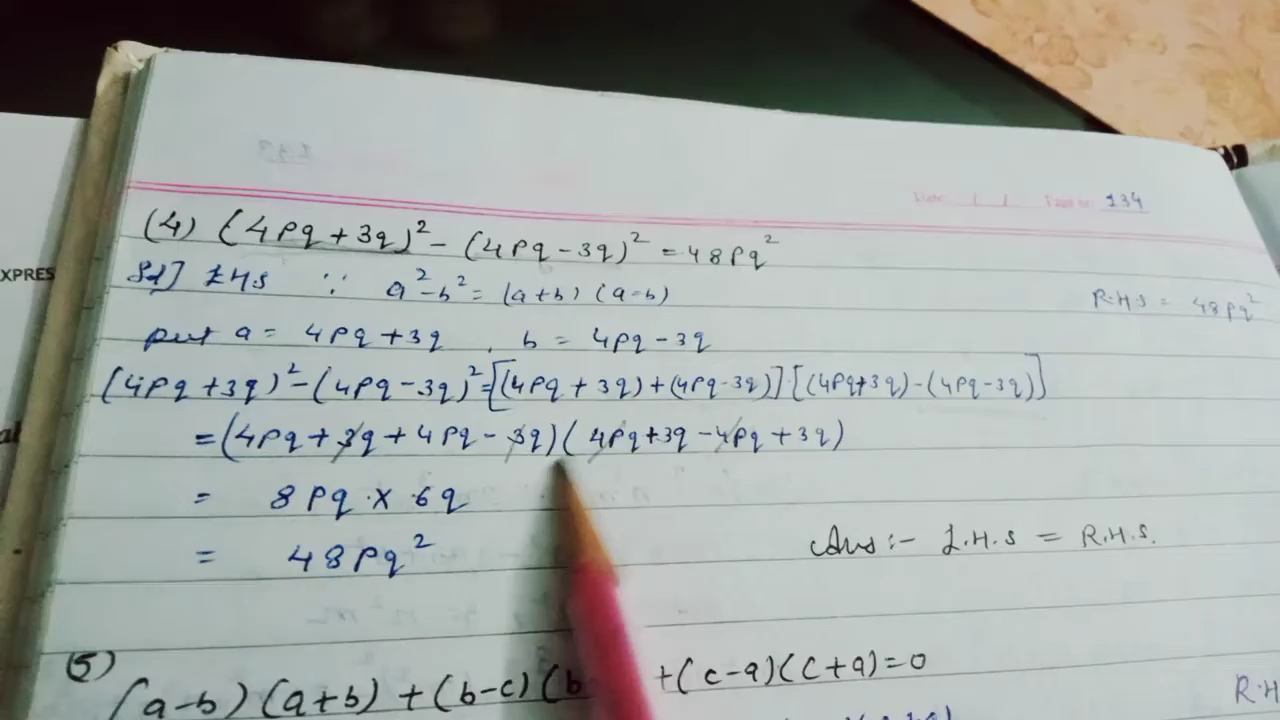 Page No: 134
(4) (4pq + 3q)² - (4pq - 3q)² = 48pq²
Sol] L.H.S ∵ a² - b² = (a+b) (a-b)
R.H.S = 48pq²
put a = 4pq + 3q , b = 4pq - 3q
(4pq + 3q)² - (4pq - 3q)² = [(4pq + 3q) + (4pq - 3q)] · [(4pq + 3q) - (4pq - 3q)]
= (4pq + 3q + 4pq - 3q) (4pq + 3q - 4pq + 3q)
= 8pq × 6q
= 48pq²
Ans :- L.H.S = R.H.S.
(5) (a-b) (a+b) + (b-c) (b + (c-a) (c+a) = 0
R.H
XPRES
al